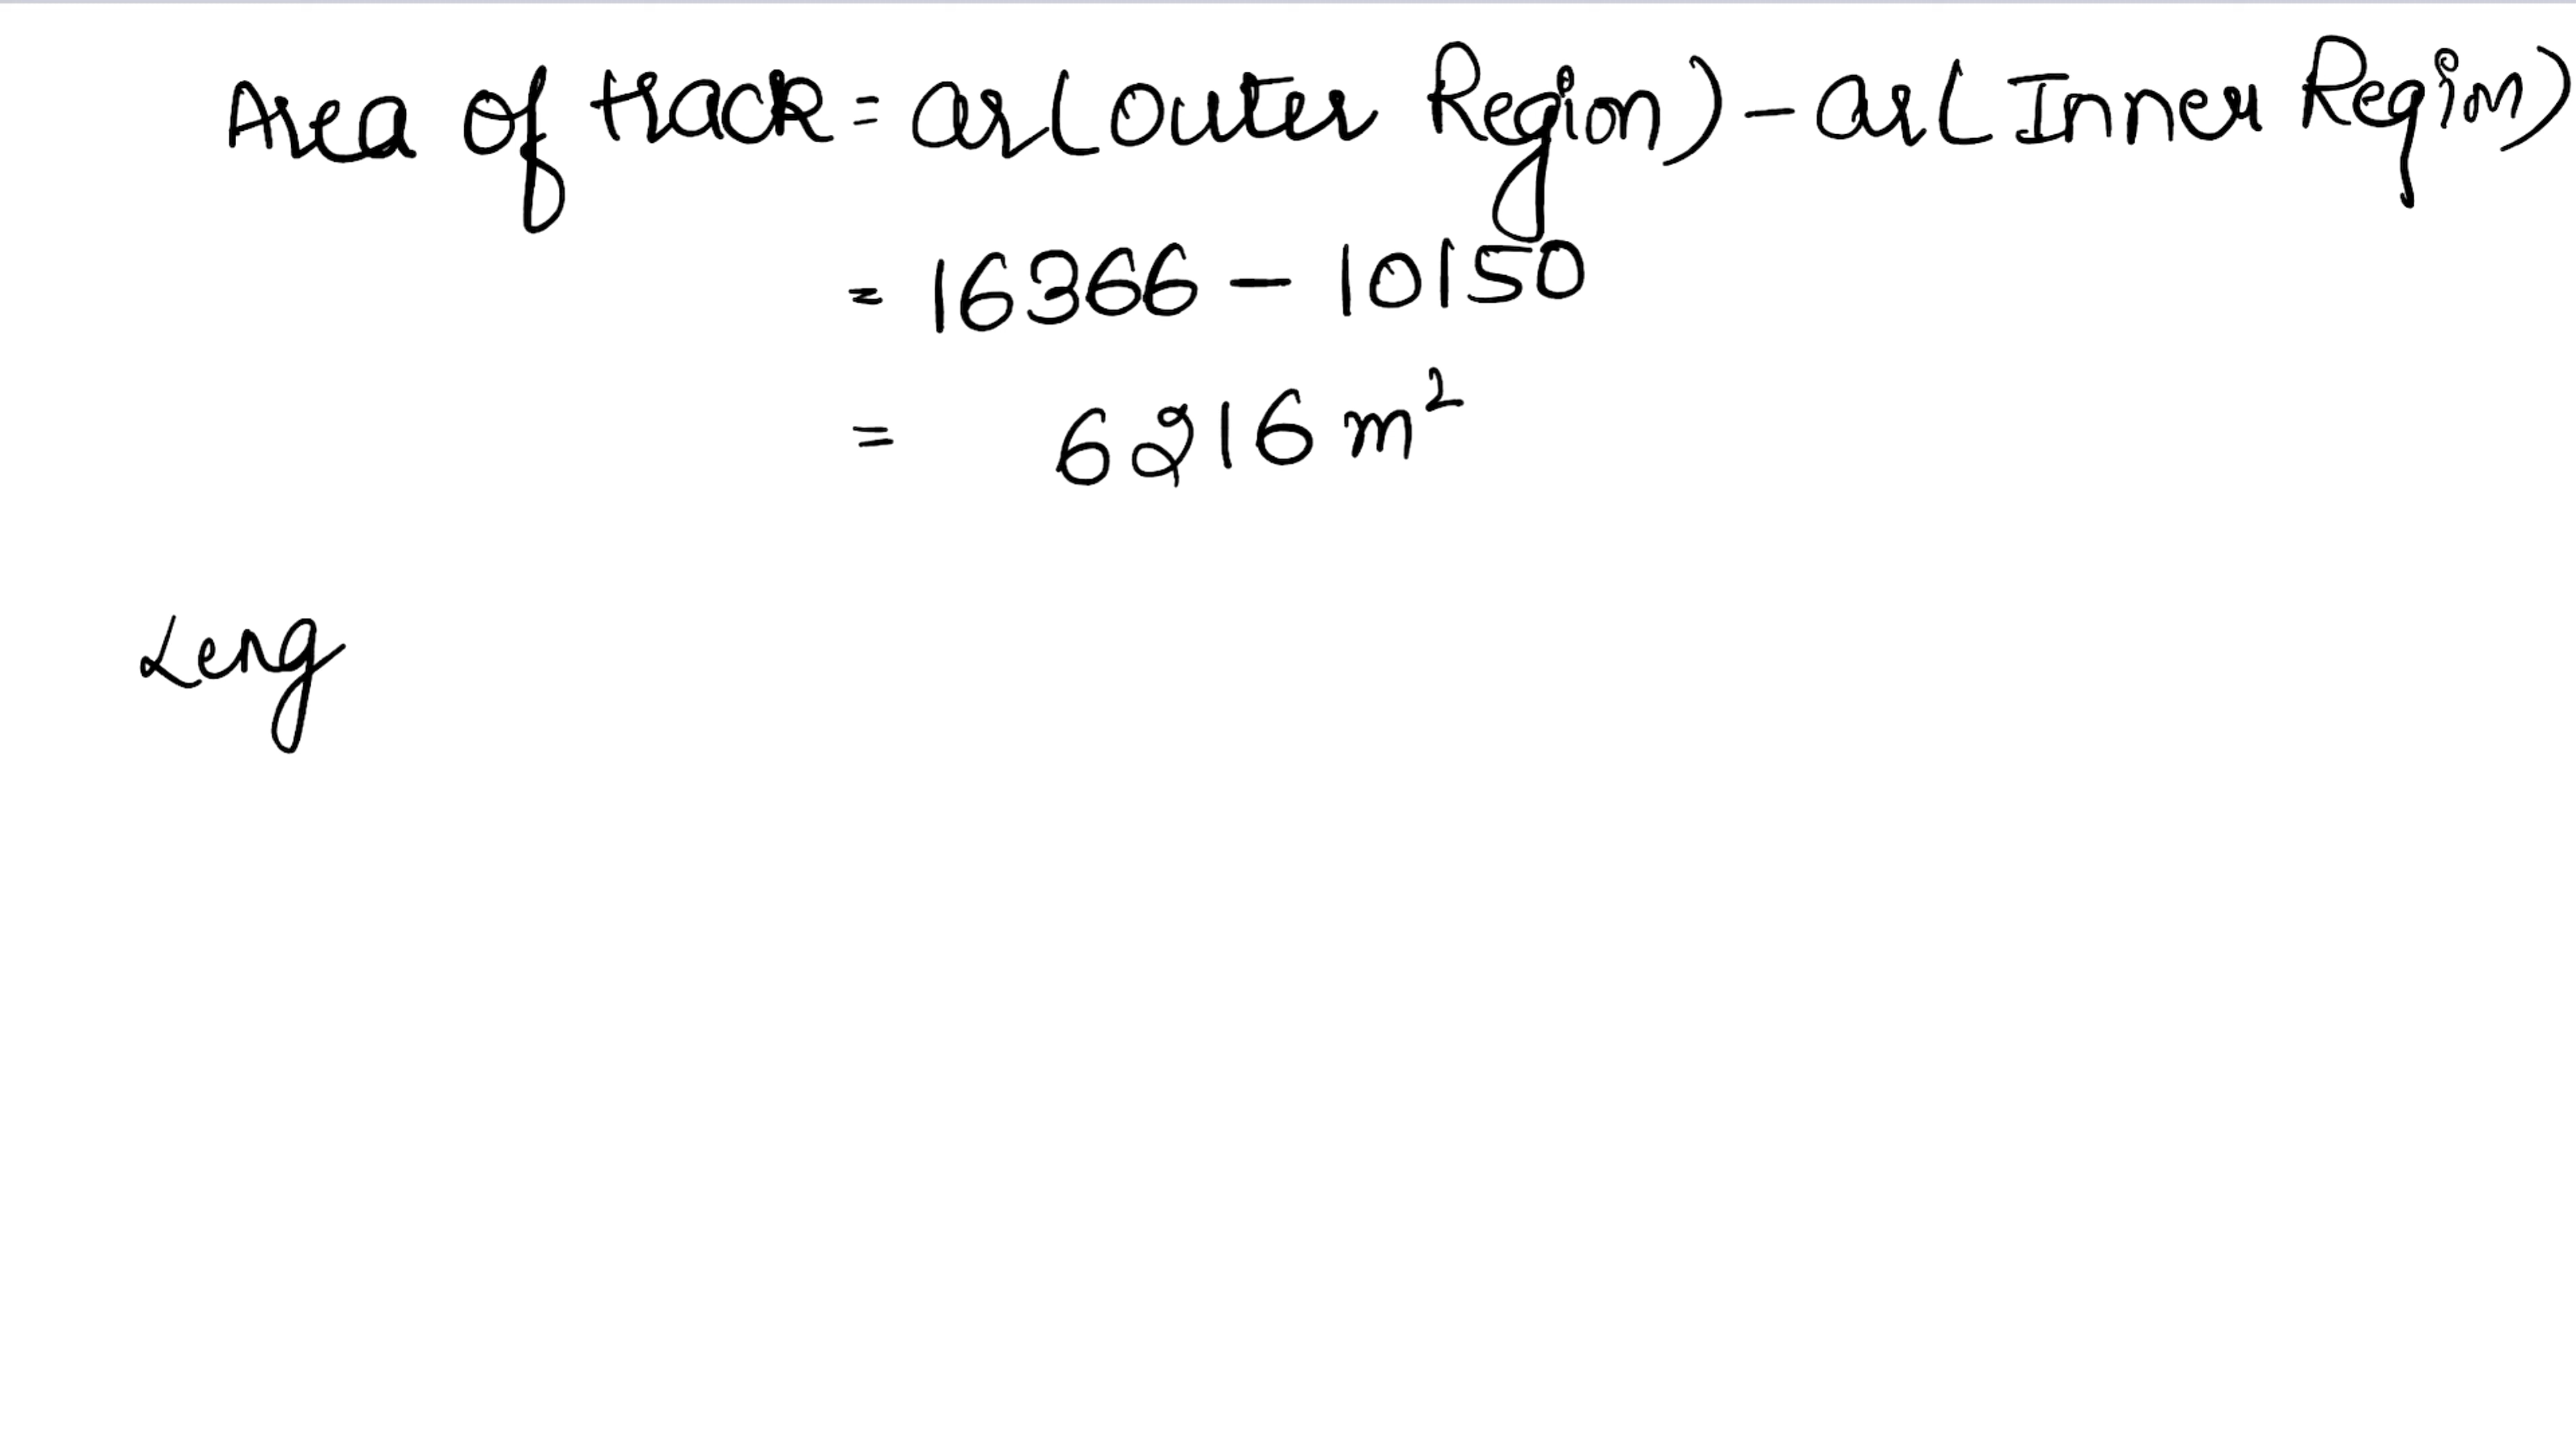 Area of track = ar(Outer Region) - ar(Inner Region)
= 16366 - 10150
= 6216 m²
Leng